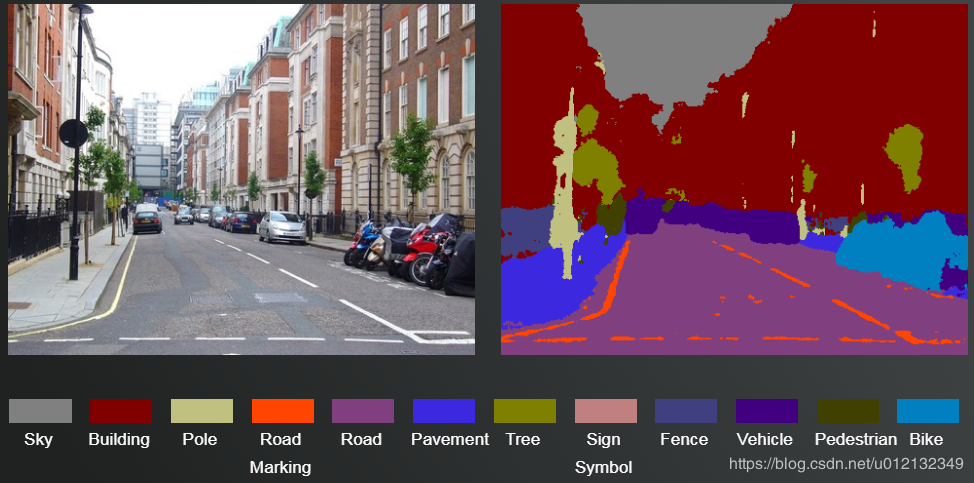 Sky Building Pole Road Road Pavement Tree Sign Fence Vehicle Pedestrian Bike
Marking Symbol
https://blog.csdn.net/u012132349